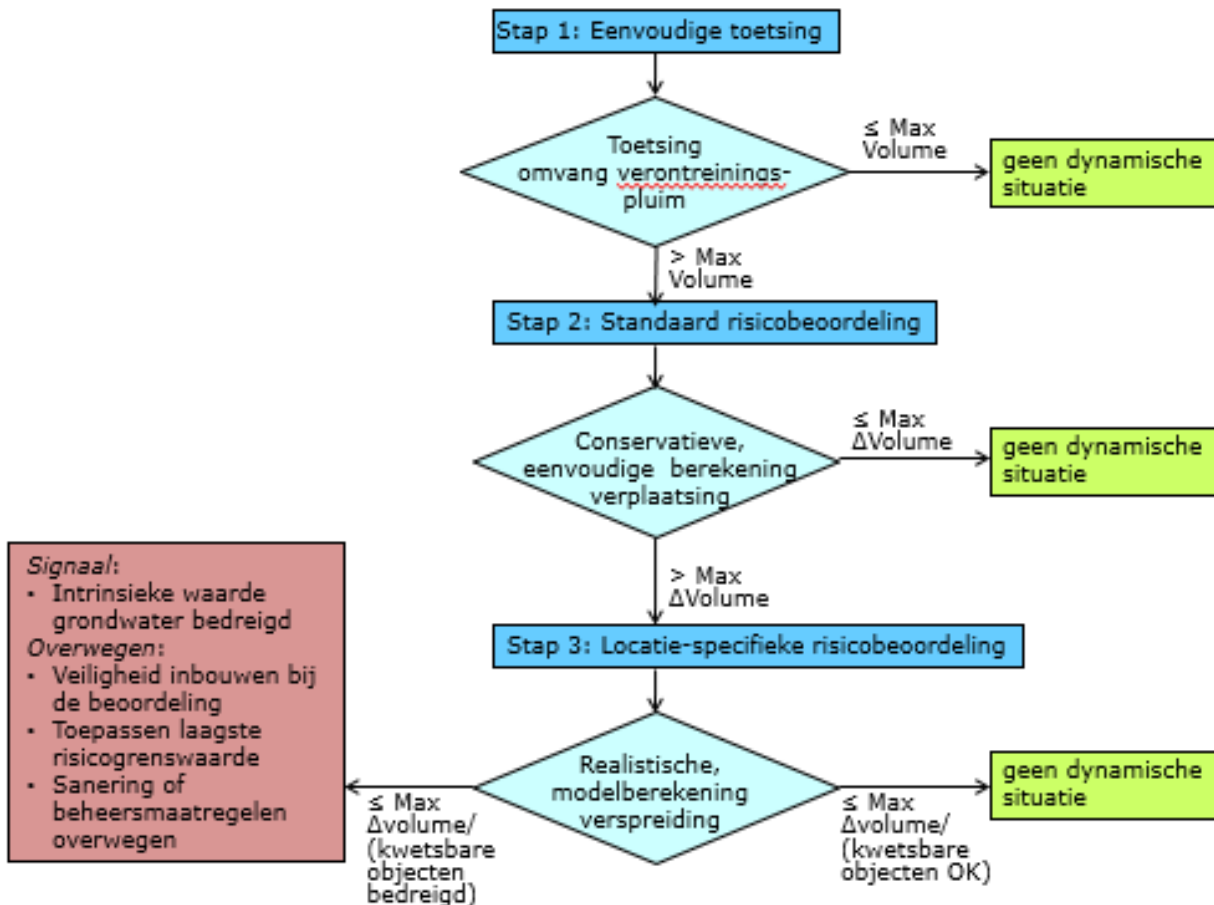 Stap 1: Eenvoudige toetsing
Toetsing
omvang verontreinings-
pluim
≤ Max
Volume
geen dynamische
situatie
> Max
Volume
Stap 2: Standaard risicobeoordeling
Conservatieve,
eenvoudige berekening
verplaatsing
≤ Max
ΔVolume
geen dynamische
situatie
> Max
ΔVolume
Stap 3: Locatie-specifieke risicobeoordeling
Signaal:
▪ Intrinsieke waarde
grondwater bedreigd
Overwegen:
▪ Veiligheid inbouwen bij
de beoordeling
▪ Toepassen laagste
risicogrenswaarde
▪ Sanering of
beheersmaatregelen
overwegen
≤ Max
Δvolume/
(kwetsbare
objecten
bedreigd)
Realistische,
modelberekening
verspreiding
≤ Max
Δvolume/
(kwetsbare
objecten OK)
geen dynamische
situatie